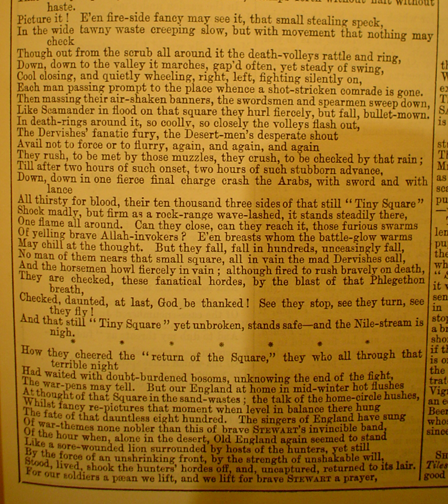 haste.
Picture it! E'en fire-side fancy may see it, that small stealing speck,
In the wide tawny waste creeping slow, but with movement that nothing may
check
Though out from the scrub all around it the death-volleys rattle and ring,
Down, down to the valley it marches, gap'd often, yet steady of swing,
Cool closing, and quietly wheeling, right, left, fighting silently on,
Each man passing prompt to the place whence a shot-stricken comrade is gone.
Then massing their air-shaken banners, the swordsmen and spearmen sweep down,
Like Scamander in flood on that square they hurl fiercely, but fall, bullet-mown.
In death-rings around it, so coolly, so closely the volleys flash out,
The Dervishes' fanatic fury, the Desert-men's desperate shout
Avail not to force or to flurry, again, and again, and again
They rush, to be met by those muzzles, they crush, to be checked by that rain;
Till after two hours of such onset, two hours of such stubborn advance,
Down, down in one fierce final charge crash the Arabs, with sword and with
lance
All thirsty for blood, their ten thousand three sides of that still "Tiny Square"
Shock madly, but firm as a rock-range wave-lashed, it stands steadily there,
One flame all around. Can they close, can they reach it, those furious swarms
Of yelling brave Allah-invokers? E'en breasts whom the battle-glow warms
May chill at the thought. But they fall, fall in hundreds, unceasingly fall,
No man of them nears that small square, all in vain the mad Dervishes call,
And the horsemen howl fiercely in vain; although fired to rush bravely on death,
They are checked, these fanatical hordes, by the blast of that Phlegethon
breath,
Checked, daunted, at last, God be thanked! See they stop, see they turn, see
they fly!
And that still "Tiny Square" yet unbroken, stands safe—and the Nile-stream is
nigh.
* * * * * *
How they cheered the "return of the Square," they who all through that
terrible night
Had waited with doubt-burdened bosoms, unknowing the end of the fight,
The war-pens may tell. But our England at home in mid-winter hot flushes
At thought of that Square in the sand-wastes; the talk of the home-circle hushes,
Whilst fancy re-pictures that moment when level in balance there hung
The fate of that dauntless eight hundred. The singers of England have sung
Of war-themes none nobler than this of brave STEWART's invincible band,
Of the hour when, alone in the desert, Old England again seemed to stand
Like a sore-wounded lion surrounded by hosts of the hunters, yet still
By the force of an unshrinking front, by the strength of unshakable will,
Stood, lived, shook the hunters' hordes off, and, uncaptured, returned to its lair.
For our soldiers a pæan we lift, and we lift for brave STEWART a prayer,